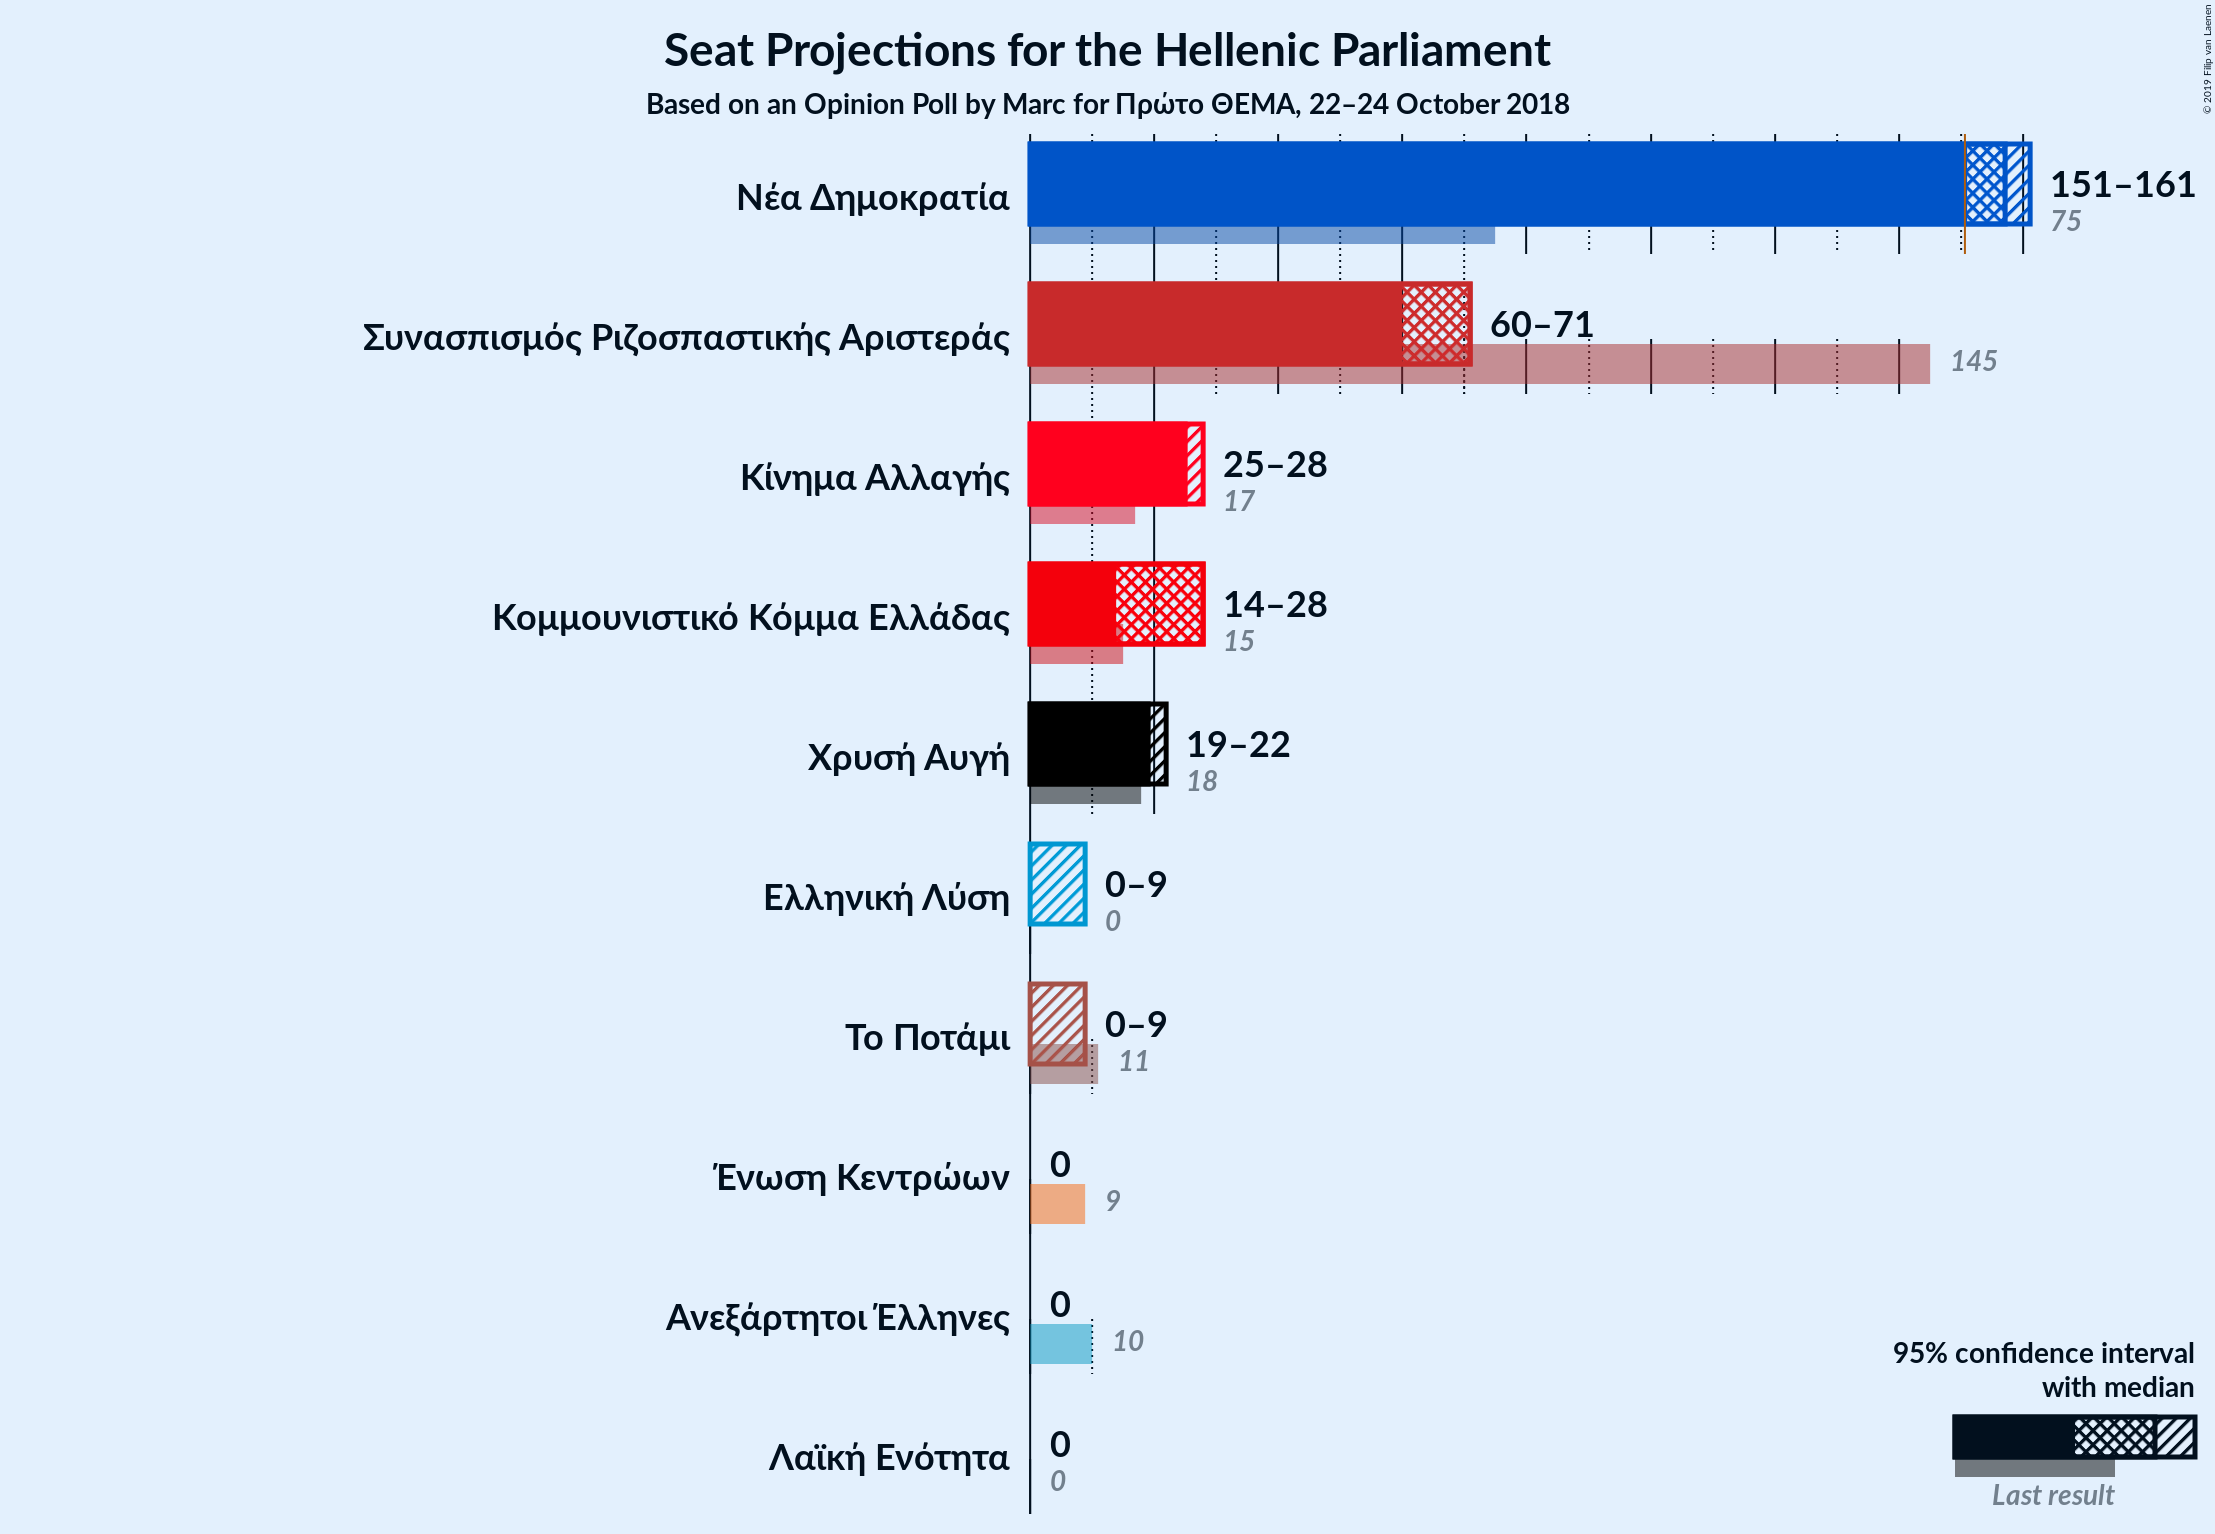 Seat Projections for the Hellenic Parliament
Based on an Opinion Poll by Marc for Πρώτο ΘΕΜΑ, 22–24 October 2018
© 2019 Filip van Laenen
Νέα Δημοκρατία
151–161
75
Συνασπισμός Ριζοσπαστικής Αριστεράς
60–71
145
Κίνημα Αλλαγής
25–28
17
Κομμουνιστικό Κόμμα Ελλάδας
14–28
15
Χρυσή Αυγή
19–22
18
Ελληνική Λύση
0–9
0
Το Ποτάμι
0–9
11
Ένωση Κεντρώων
0
9
Ανεξάρτητοι Έλληνες
0
10
Λαϊκή Ενότητα
0
0
95% confidence interval
with median
Last result